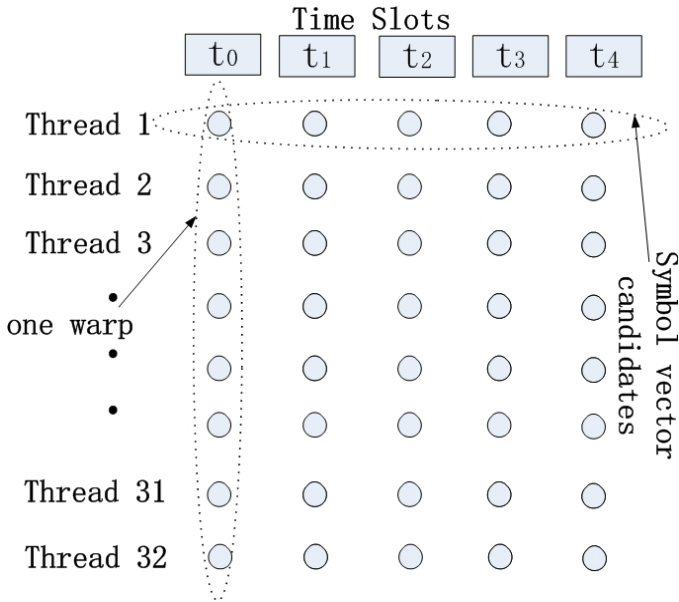 Time Slots
t0 t1 t2 t3 t4
Thread 1
Thread 2
Thread 3
one warp
Thread 31
Thread 32
Symbol vector
candidates